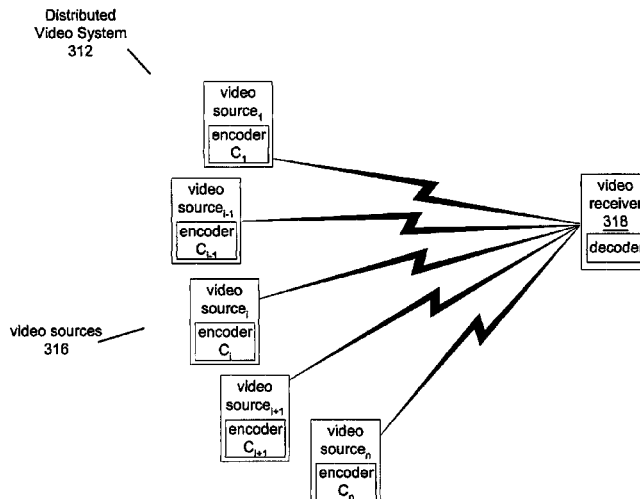 Distributed
Video System
312
video
source₁
encoder
C₁
video
sourceᵢ₋₁
encoder
Cᵢ₋₁
video
receiver
318
decoder
video
sourceᵢ
encoder
Cᵢ
video sources
316
video
sourceᵢ₊₁
encoder
Cᵢ₊₁
video
sourceₙ
encoder
Cₙ